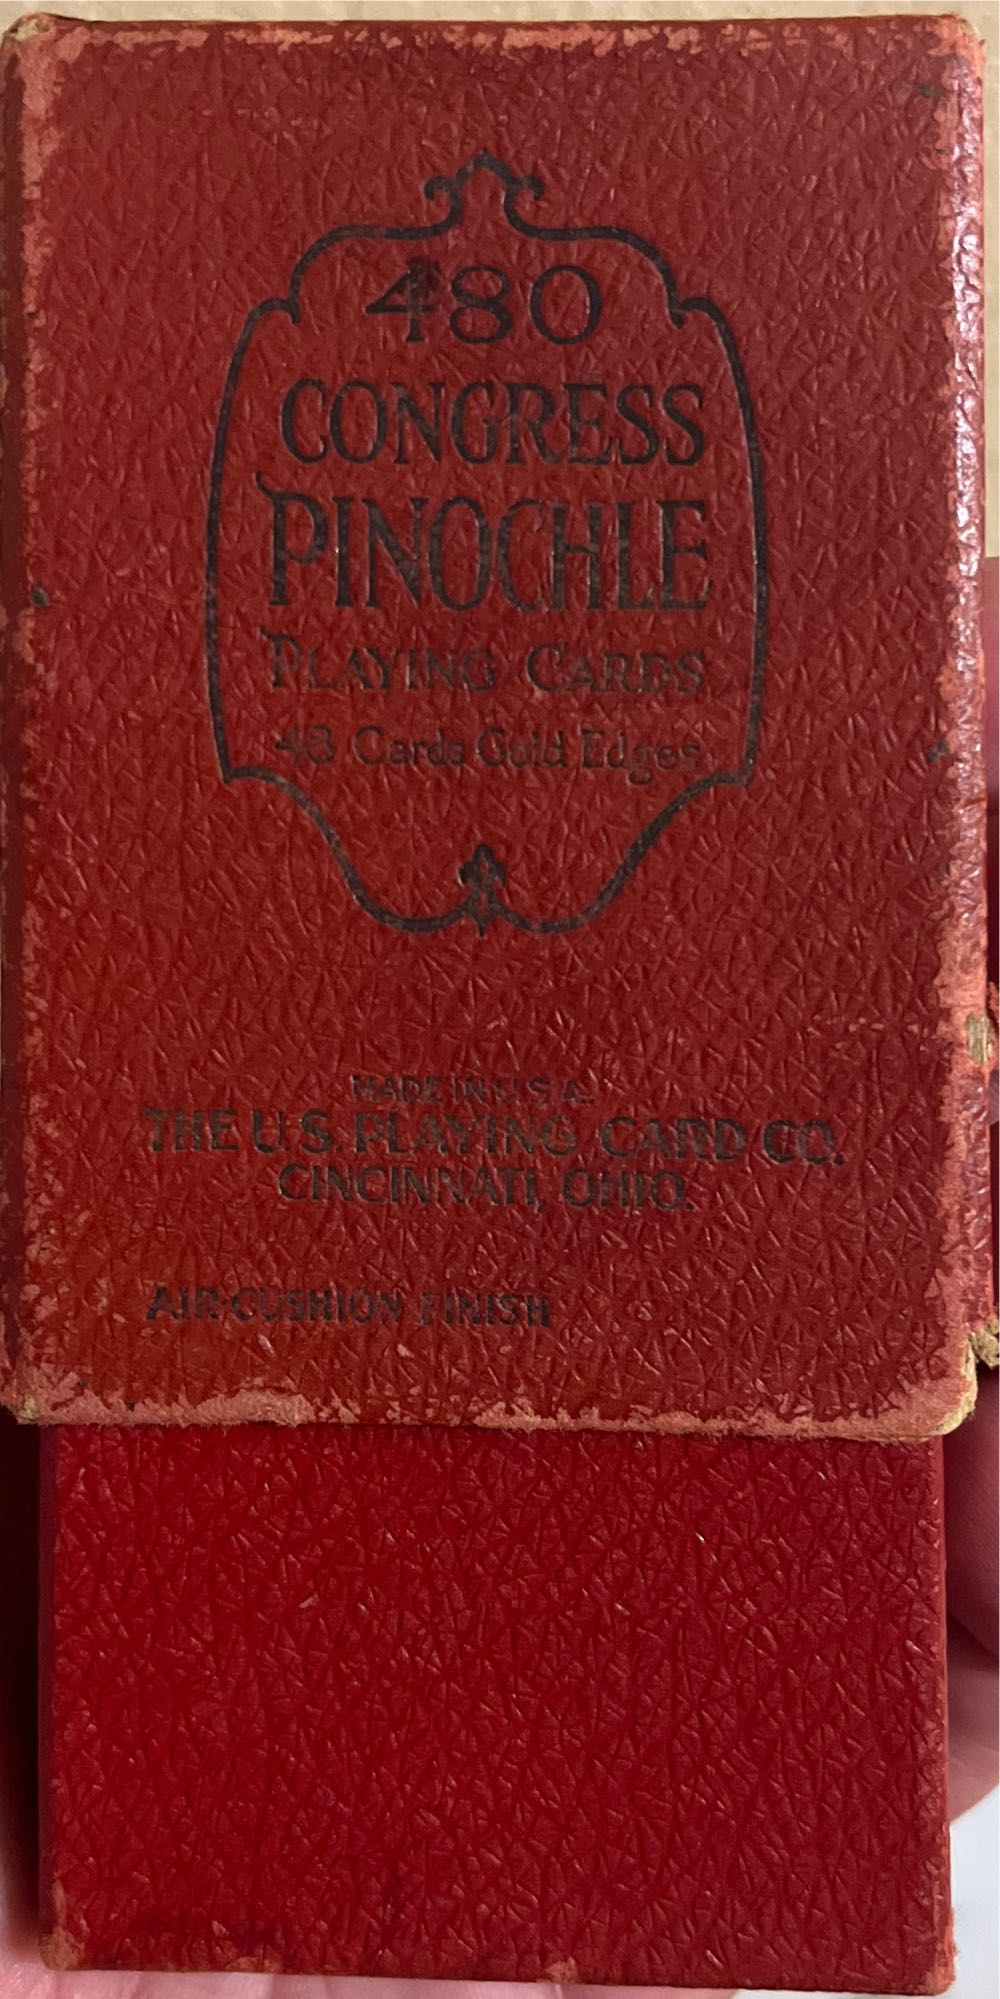 480
CONGRESS
PINOCHLE
PLAYING CARDS
48 Cards Gold Edges
MADE IN U.S.A.
THE U.S. PLAYING CARD CO.
CINCINNATI, OHIO.
AIR-CUSHION FINISH